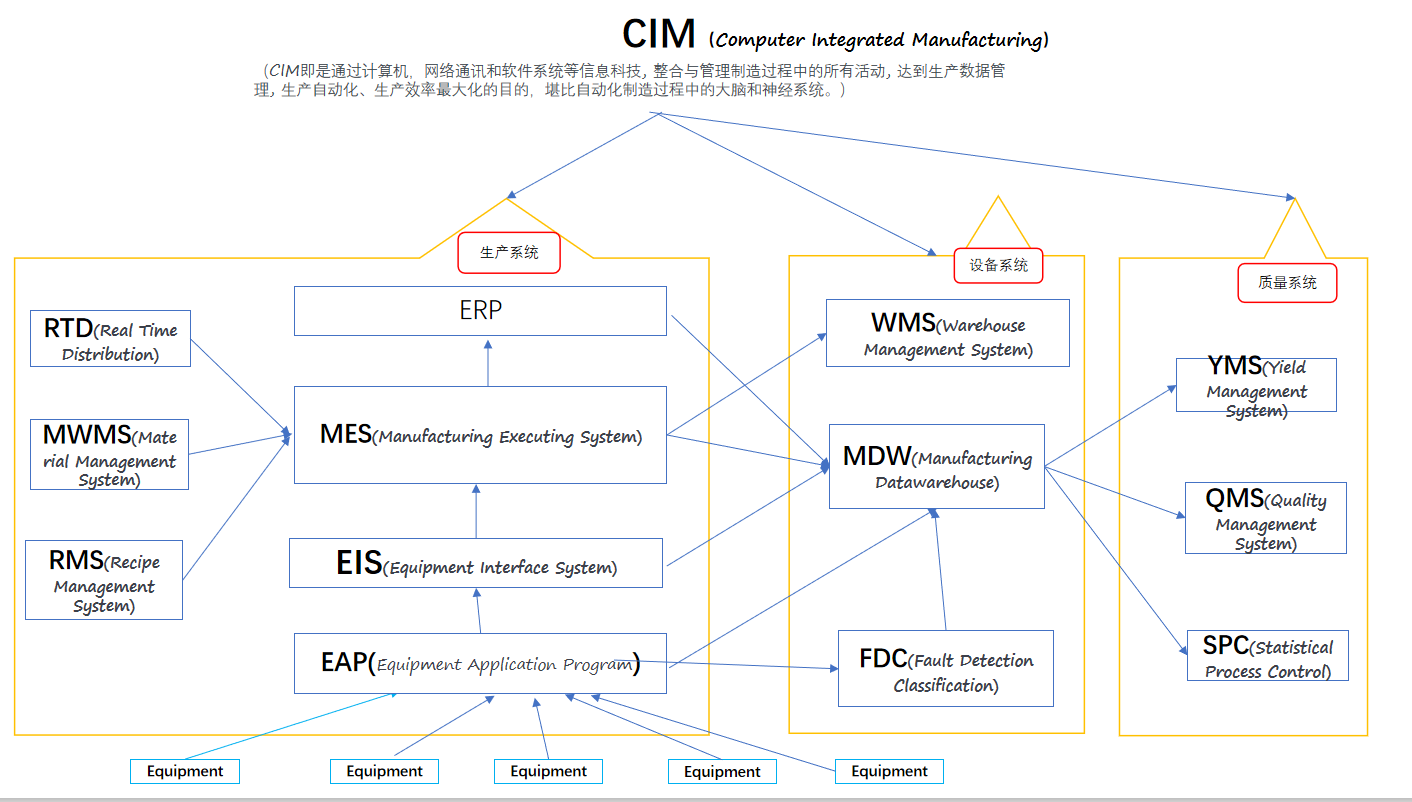 CIM (Computer Integrated Manufacturing)
（CIM即是通过计算机，网络通讯和软件系统等信息科技, 整合与管理制造过程中的所有活动, 达到生产数据管
理, 生产自动化、生产效率最大化的目的，堪比自动化制造过程中的大脑和神经系统。）
生产系统
设备系统
质量系统
ERP
RTD(Real Time
Distribution)
WMS(Warehouse
Management System)
YMS(Yield
Management
System)
MES(Manufacturing Executing System)
MWMS(Mate
rial Management
System)
MDW(Manufacturing
Datawarehouse)
QMS(Quality
Management
System)
EIS(Equipment Interface System)
RMS(Recipe
Management
System)
EAP(Equipment Application Program)
FDC(Fault Detection
Classification)
SPC(Statistical
Process Control)
Equipment
Equipment
Equipment
Equipment
Equipment